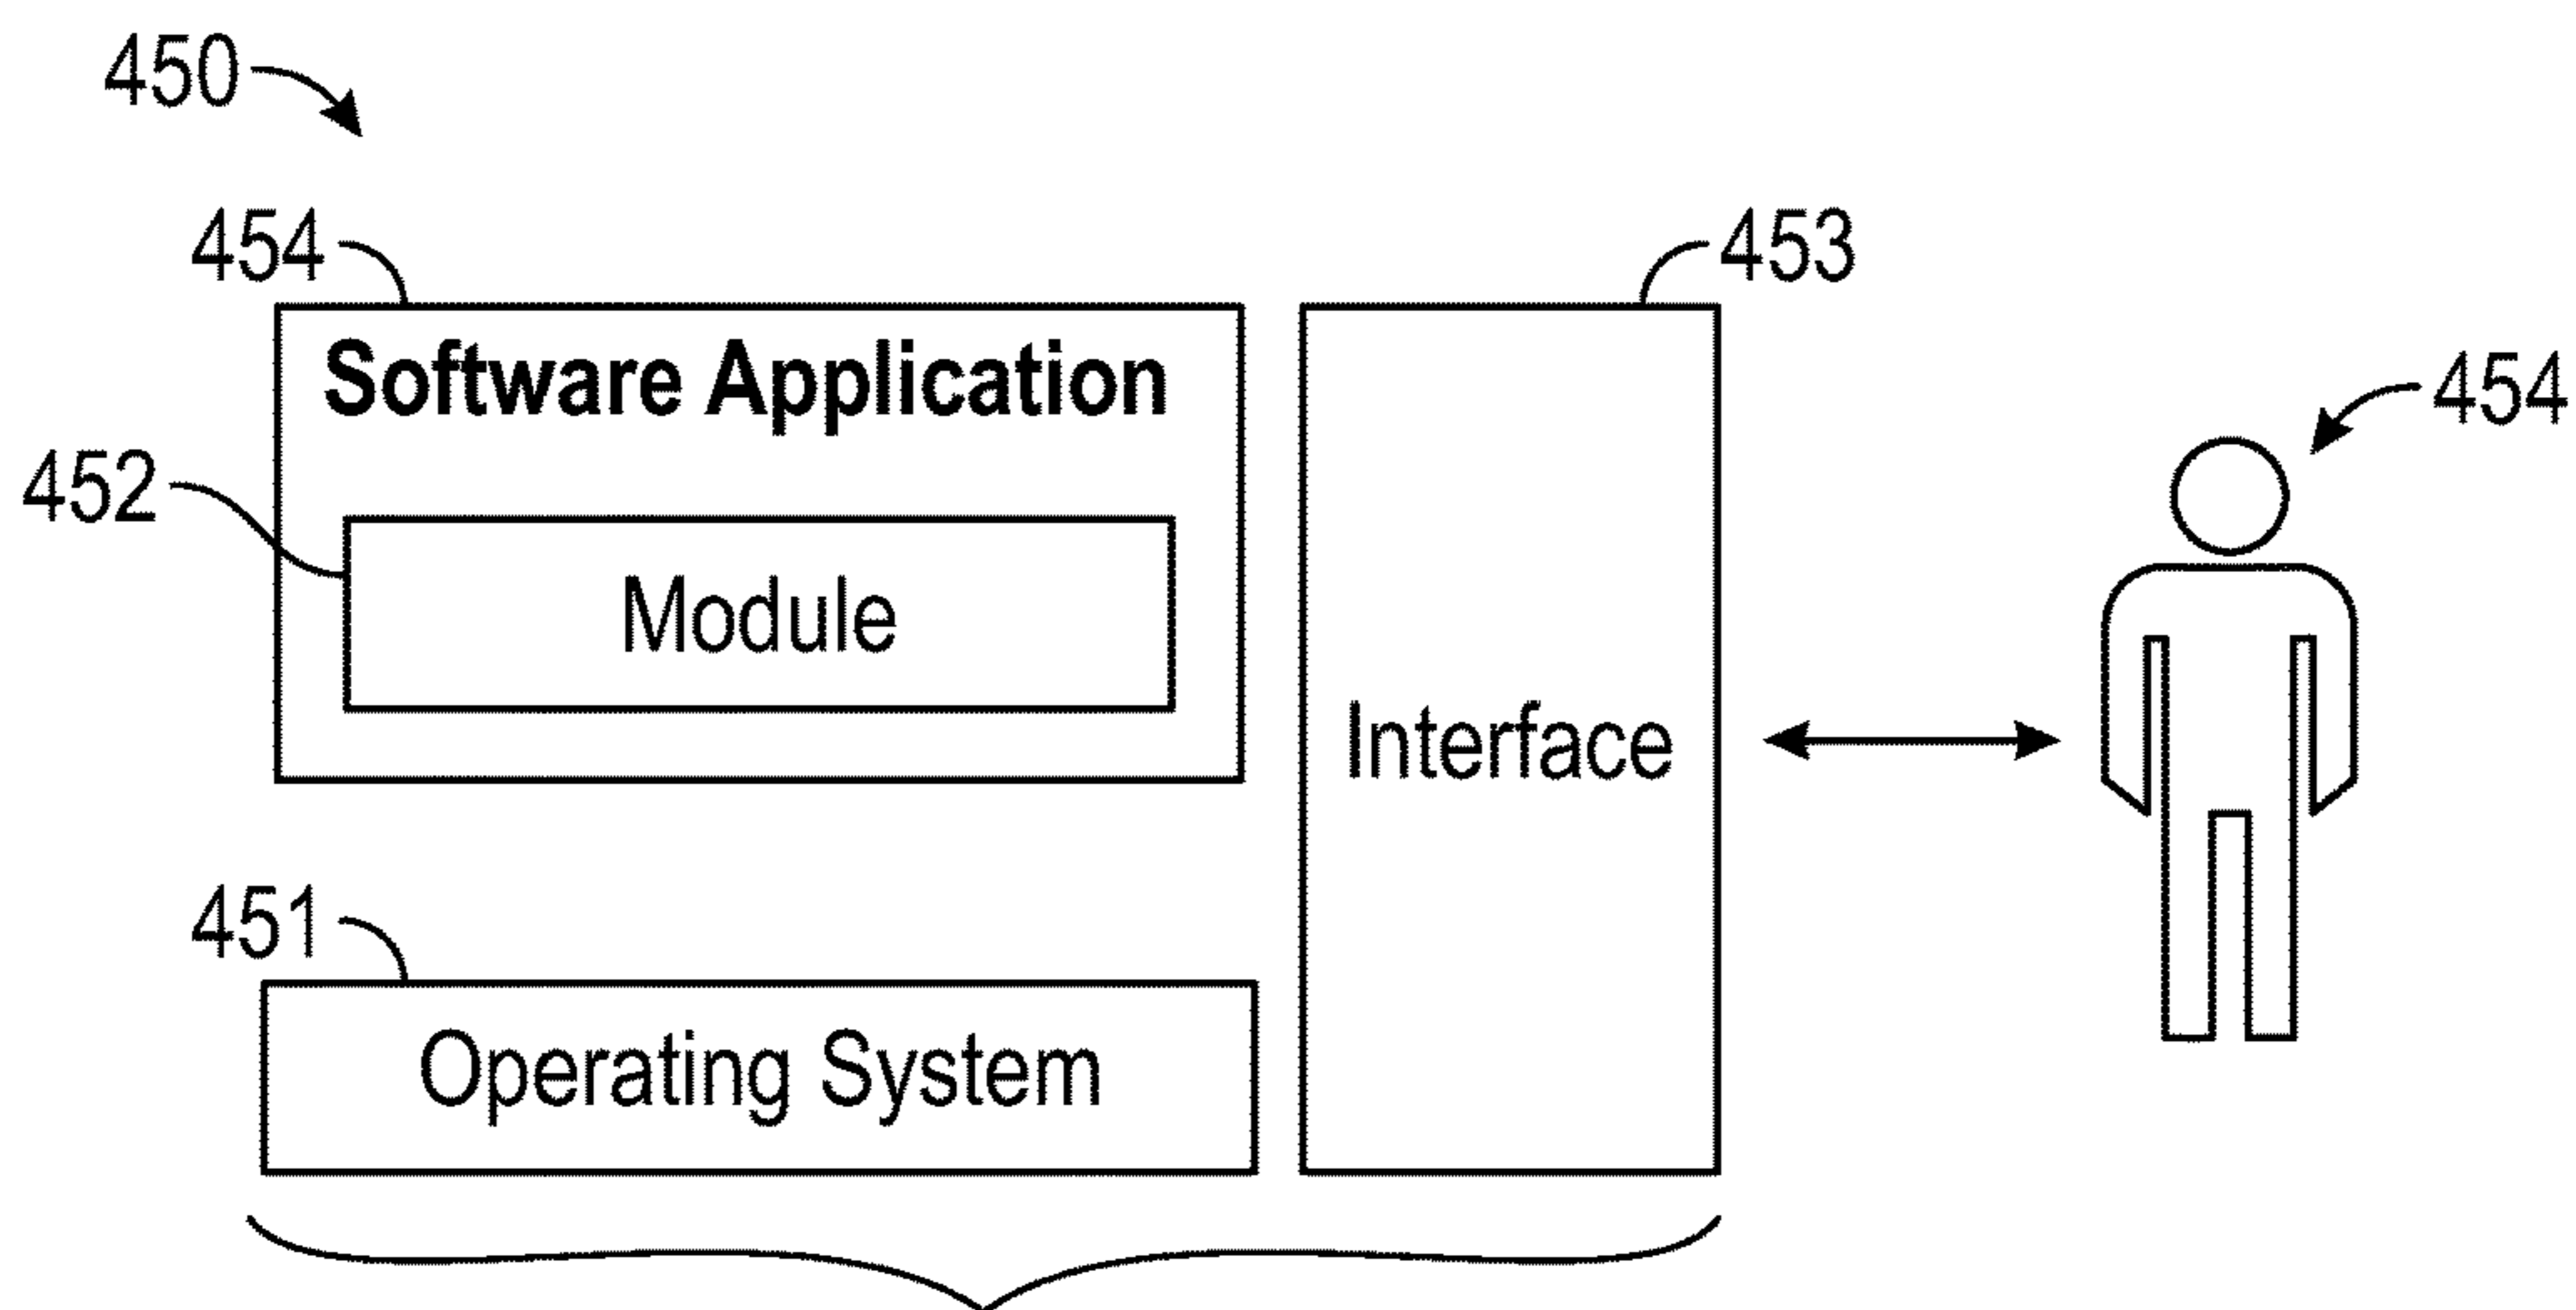 450
454
453
Software Application
454
452
Module
Interface
451
Operating System